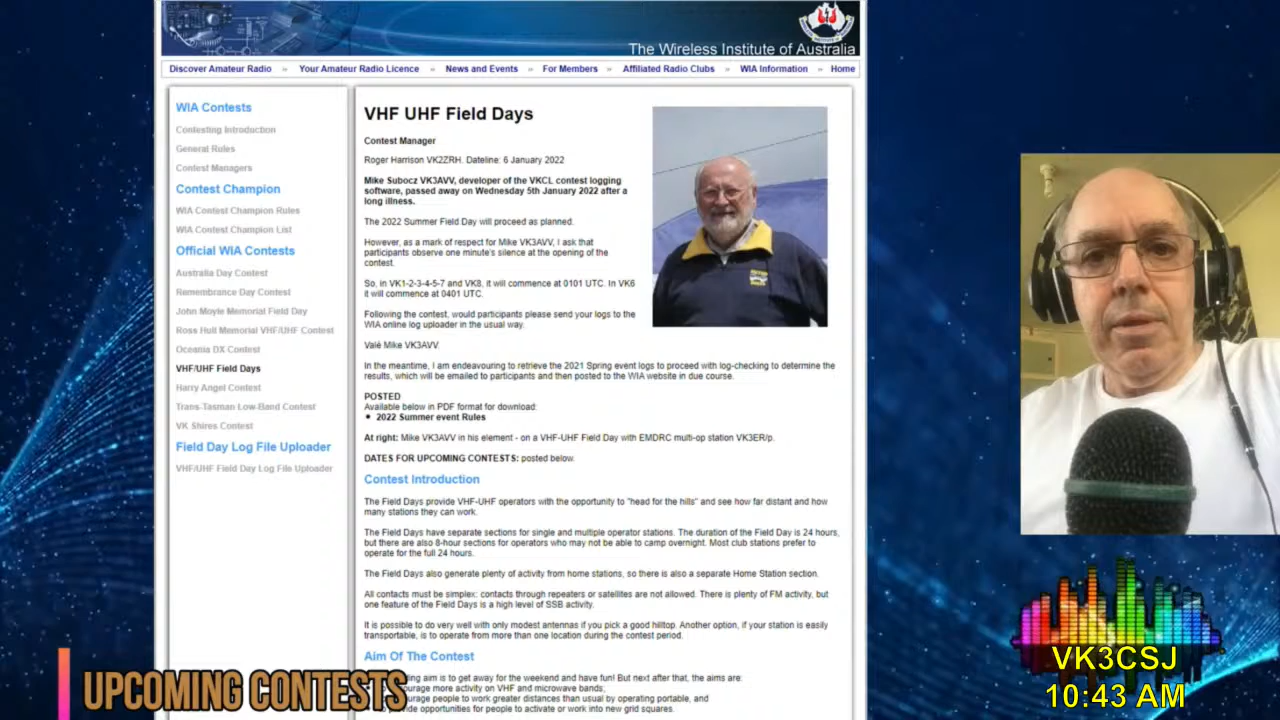 The Wireless Institute of Australia
Discover Amateur Radio » Your Amateur Radio Licence » News and Events » For Members » Affiliated Radio Clubs » WIA Information » Home
WIA Contests
Contesting Introduction
General Rules
Contest Managers
Contest Champion
WIA Contest Champion Rules
WIA Contest Champion List
Official WIA Contests
Australia Day Contest
Remembrance Day Contest
John Moyle Memorial Field Day
Ross Hull Memorial VHF/UHF Contest
Oceania DX Contest
VHF/UHF Field Days
Harry Angel Contest
Trans-Tasman Low-Band Contest
VK Shires Contest
Field Day Log File Uploader
VHF/UHF Field Day Log File Uploader
VHF UHF Field Days
Contest Manager
Roger Harrison VK2ZRH. Dateline: 6 January 2022
Mike Subocz VK3AVV, developer of the VKCL contest logging
software, passed away on Wednesday 5th January 2022 after a
long illness.
The 2022 Summer Field Day will proceed as planned.
However, as a mark of respect for Mike VK3AVV, I ask that
participants observe one minute's silence at the opening of the
contest.
So, in VK1-2-3-4-5-7 and VK8, it will commence at 0101 UTC. In VK6
it will commence at 0401 UTC.
Following the contest, would participants please send your logs to the
WIA online log uploader in the usual way.
Valé Mike VK3AVV.
In the meantime, I am endeavouring to retrieve the 2021 Spring event logs to proceed with log-checking to determine the
results, which will be emailed to participants and then posted to the WIA website in due course.
POSTED
Available below in PDF format for download:
• 2022 Summer event Rules
At right: Mike VK3AVV in his element - on a VHF-UHF Field Day with EMDRC multi-op station VK3ER/p.
DATES FOR UPCOMING CONTESTS: posted below.
Contest Introduction
The Field Days provide VHF-UHF operators with the opportunity to "head for the hills" and see how far distant and how
many stations they can work.
The Field Days have separate sections for single and multiple operator stations. The duration of the Field Day is 24 hours,
but there are also 8-hour sections for operators who may not be able to camp overnight. Most club stations prefer to
operate for the full 24 hours.
The Field Days also generate plenty of activity from home stations, so there is also a separate Home Station section.
All contacts must be simplex: contacts through repeaters or satellites are not allowed. There is plenty of FM activity, but
one feature of the Field Days is a high level of SSB activity.
It is possible to do very well with only modest antennas if you pick a good hilltop. Another option, if your station is easily
transportable, is to operate from more than one location during the contest period.
Aim Of The Contest
aim is to get away for the weekend and have fun! But next after that, the aims are:
more activity on VHF and microwave bands;
people to work greater distances than usual by operating portable, and
opportunities for people to activate or work into new grid squares.
UPCOMING CONTESTS
VK3CSJ
10:43 AM